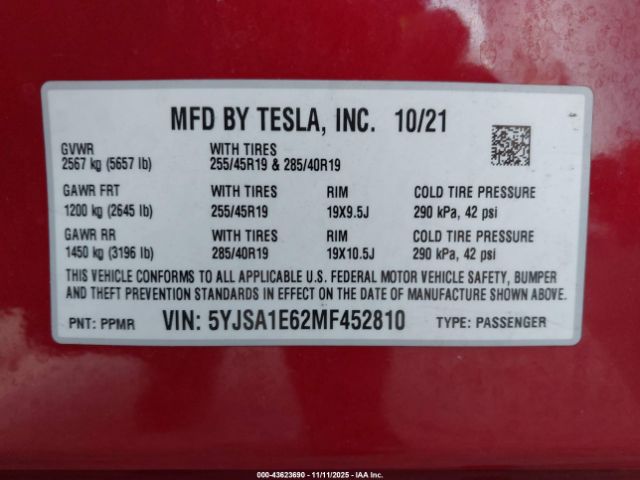 MFD BY TESLA, INC. 10/21
GVWR WITH TIRES
2567 kg (5657 lb) 255/45R19 & 285/40R19
GAWR FRT WITH TIRES RIM COLD TIRE PRESSURE
1200 kg (2645 lb) 255/45R19 19X9.5J 290 kPa, 42 psi
GAWR RR WITH TIRES RIM COLD TIRE PRESSURE
1450 kg (3196 lb) 285/40R19 19X10.5J 290 kPa, 42 psi
THIS VEHICLE CONFORMS TO ALL APPLICABLE U.S. FEDERAL MOTOR VEHICLE SAFETY, BUMPER
AND THEFT PREVENTION STANDARDS IN EFFECT ON THE DATE OF MANUFACTURE SHOWN ABOVE.
PNT: PPMR VIN: 5YJSA1E62MF452810 TYPE: PASSENGER
000-43623690 - 11/11/2025 - IAAI.COM